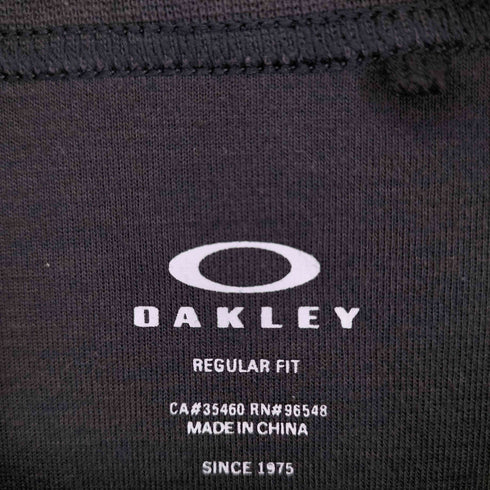 OAKLEY
REGULAR FIT
CA#35460 RN#96548
MADE IN CHINA
SINCE 1975